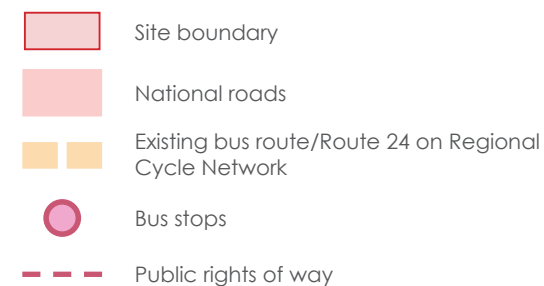 Site boundary
National roads
Existing bus route/Route 24 on Regional
Cycle Network
Bus stops
Public rights of way